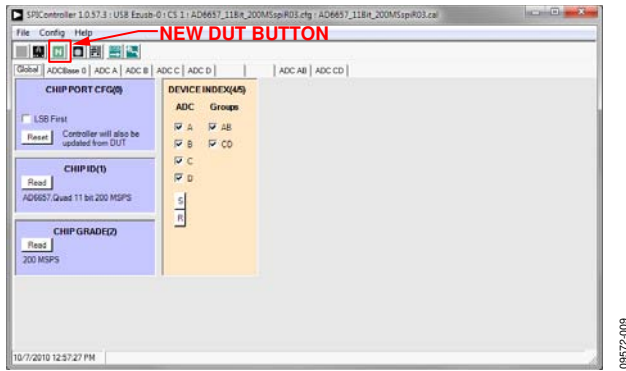 SPIController 1.0.57.3 : USB Ezusb-0 : CS 1 : AD6657_11Bit_200MSspiR03.cfg : AD6657_11Bit_200MSspiR03.cal
File Config Help
NEW DUT BUTTON
Global ADCBase 0 ADC A ADC B ADC C ADC D ADC AB ADC CD
CHIP PORT CFG(0)
LSB First
Reset Controller will also be updated from DUT
CHIP ID(1)
Read
AD6657,Quad 11 bit 200 MSPS
CHIP GRADE(2)
Read
200 MSPS
DEVICE INDEX(4/5)
ADC Groups
A AB
B CD
C
D
S
R
10/7/2010 12:57:27 PM
09572-009